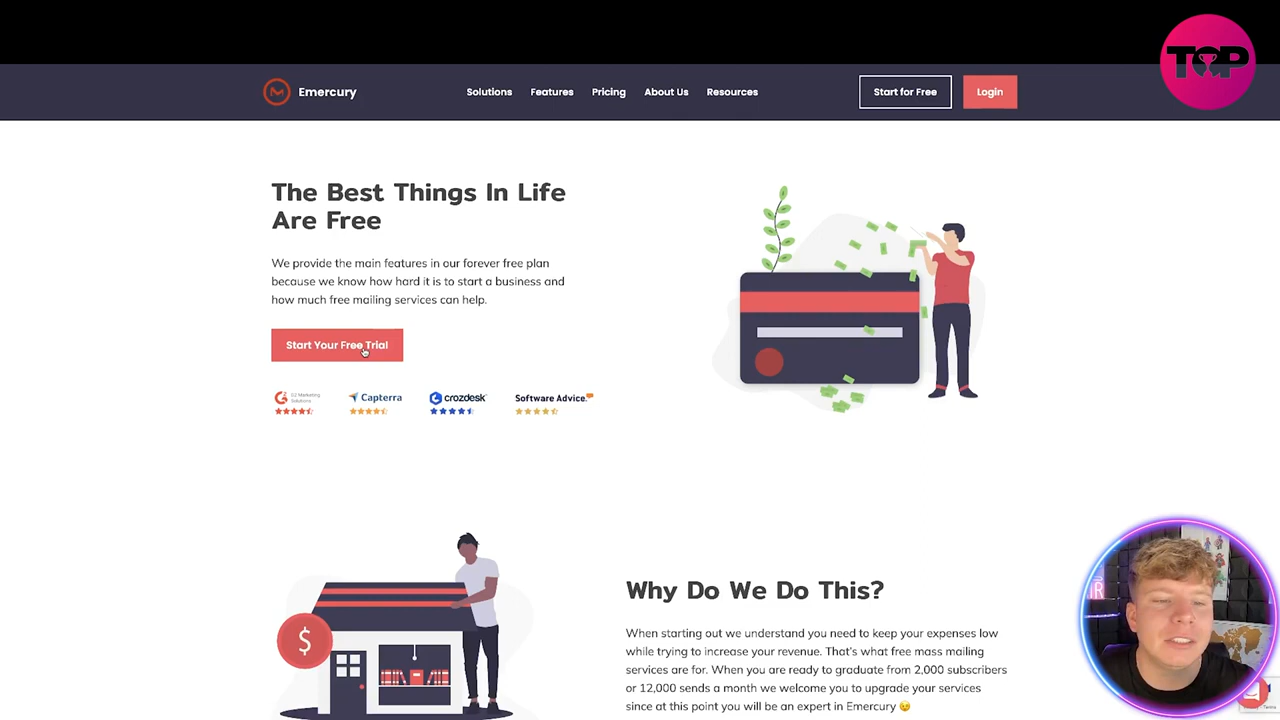 TOP
Emercury
Solutions
Features
Pricing
About Us
Resources
Start for Free
Login
The Best Things In Life
Are Free
We provide the main features in our forever free plan
because we know how hard it is to start a business and
how much free mailing services can help.
Start Your Free Trial
G2 Marketing
Solutions
Capterra
crozdesk
Software Advice.
$
Why Do We Do This?
When starting out we understand you need to keep your expenses low
while trying to increase your revenue. That's what free mass mailing
services are for. When you are ready to graduate from 2,000 subscribers
or 12,000 sends a month we welcome you to upgrade your services
since at this point you will be an expert in Emercury 😉